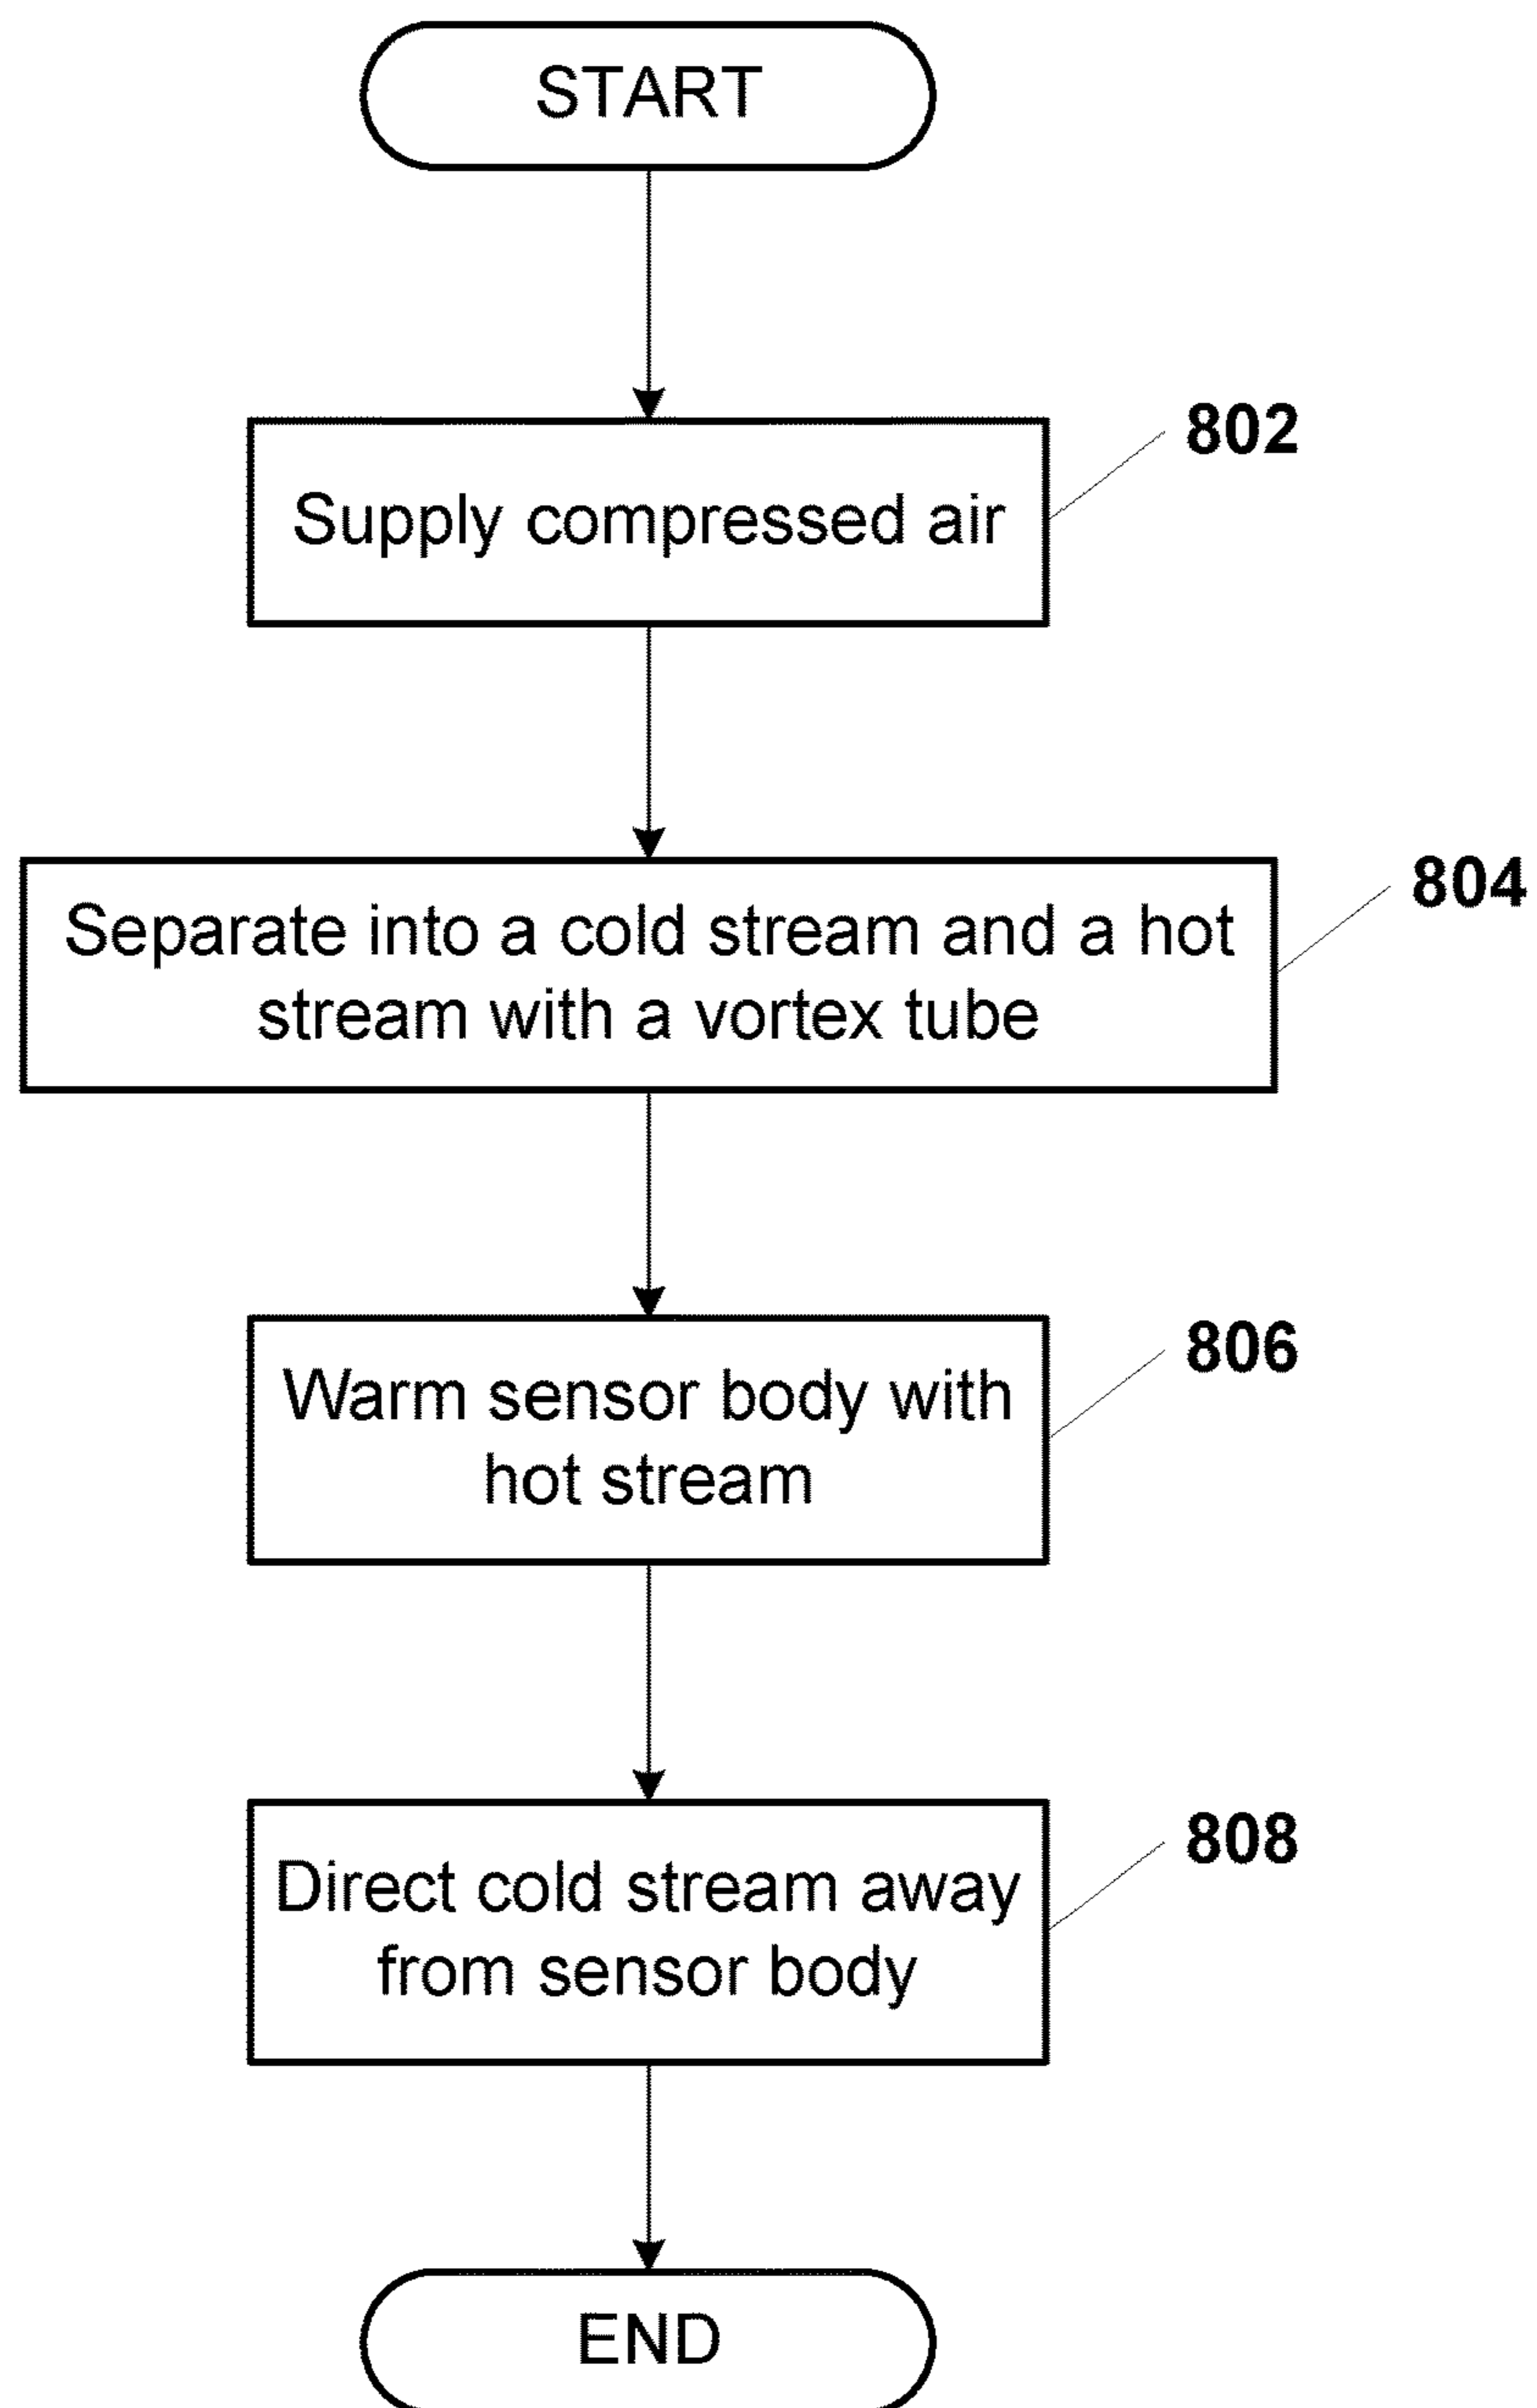 START
802
Supply compressed air
804
Separate into a cold stream and a hot
stream with a vortex tube
806
Warm sensor body with
hot stream
808
Direct cold stream away
from sensor body
END